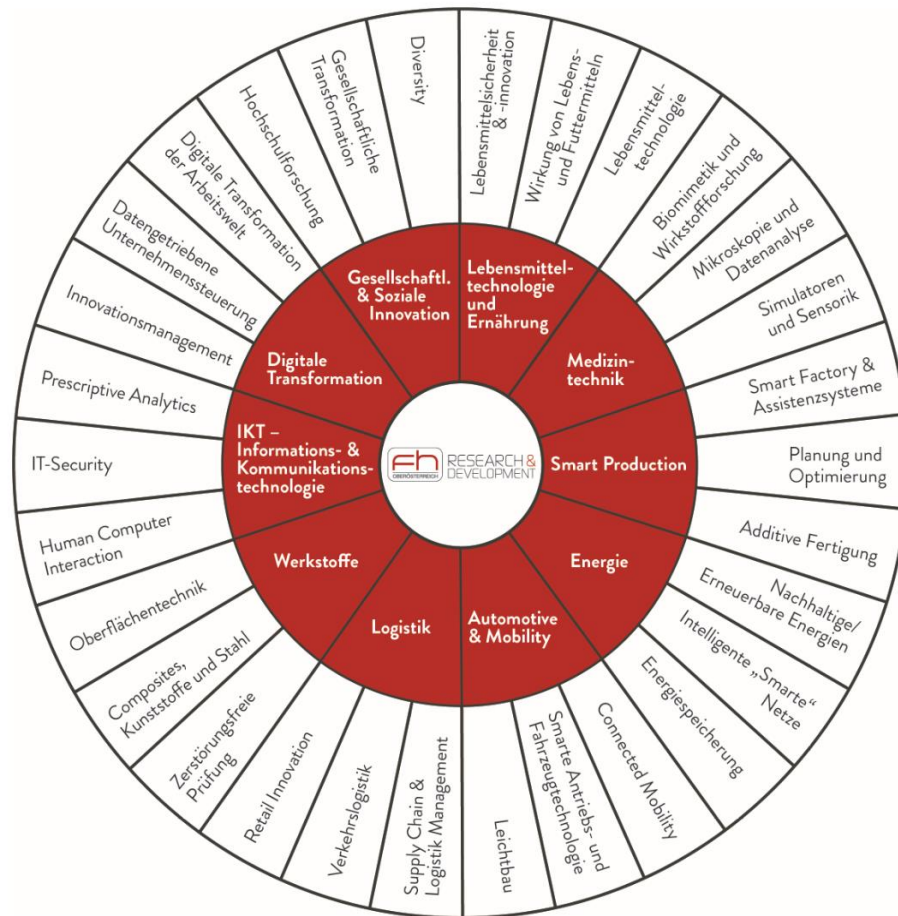 Lebensmittelsicherheit
& -innovation
Wirkung von Lebens-
und Futtermitteln
Lebensmittel-
technologie
Biomimetik und
Wirkstoffforschung
Mikroskopie und
Datenanalyse
Simulatoren
und Sensorik
Smart Factory &
Assistenzsysteme
Planung und
Optimierung
Additive Fertigung
Nachhaltige/
Erneuerbare Energien
Intelligente „Smarte“
Netze
Energiespeicherung
Connected Mobility
Smarte Antriebs- und
Fahrzeugtechnologie
Leichtbau
Supply Chain &
Logistik Management
Verkehrslogistik
Retail Innovation
Zerstörungsfreie
Prüfung
Composites,
Kunststoffe und Stahl
Oberflächentechnik
Human Computer
Interaction
IT-Security
Prescriptive Analytics
Innovationsmanagement
Datengetriebene
Unternehmenssteuerung
Digitale Transformation
der Arbeitswelt
Hochschulforschung
Gesellschaftliche
Transformation
Diversity
Lebensmittel-
technologie
und
Ernährung
Medizin-
technik
Smart Production
Energie
Automotive
& Mobility
Logistik
Werkstoffe
IKT –
Informations- &
Kommunikations-
technologie
Digitale
Transformation
Gesellschaftl.
& Soziale
Innovation
fh
OBERÖSTERREICH
RESEARCH &
DEVELOPMENT